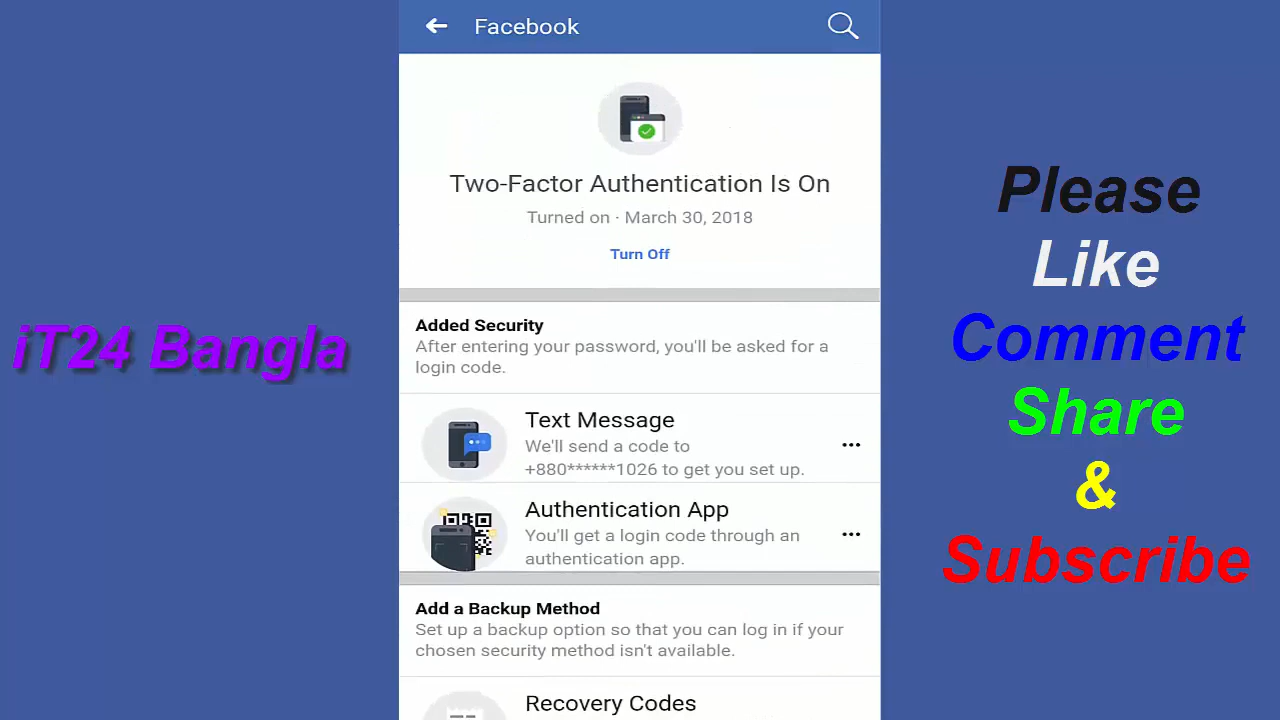 Facebook
Two-Factor Authentication Is On
Turned on · March 30, 2018
Turn Off
Added Security
After entering your password, you'll be asked for a
login code.
Text Message
We'll send a code to
+880******1026 to get you set up.
Authentication App
You'll get a login code through an
authentication app.
Add a Backup Method
Set up a backup option so that you can log in if your
chosen security method isn't available.
Recovery Codes
iT24 Bangla
Please
Like
Comment
Share
&
Subscribe